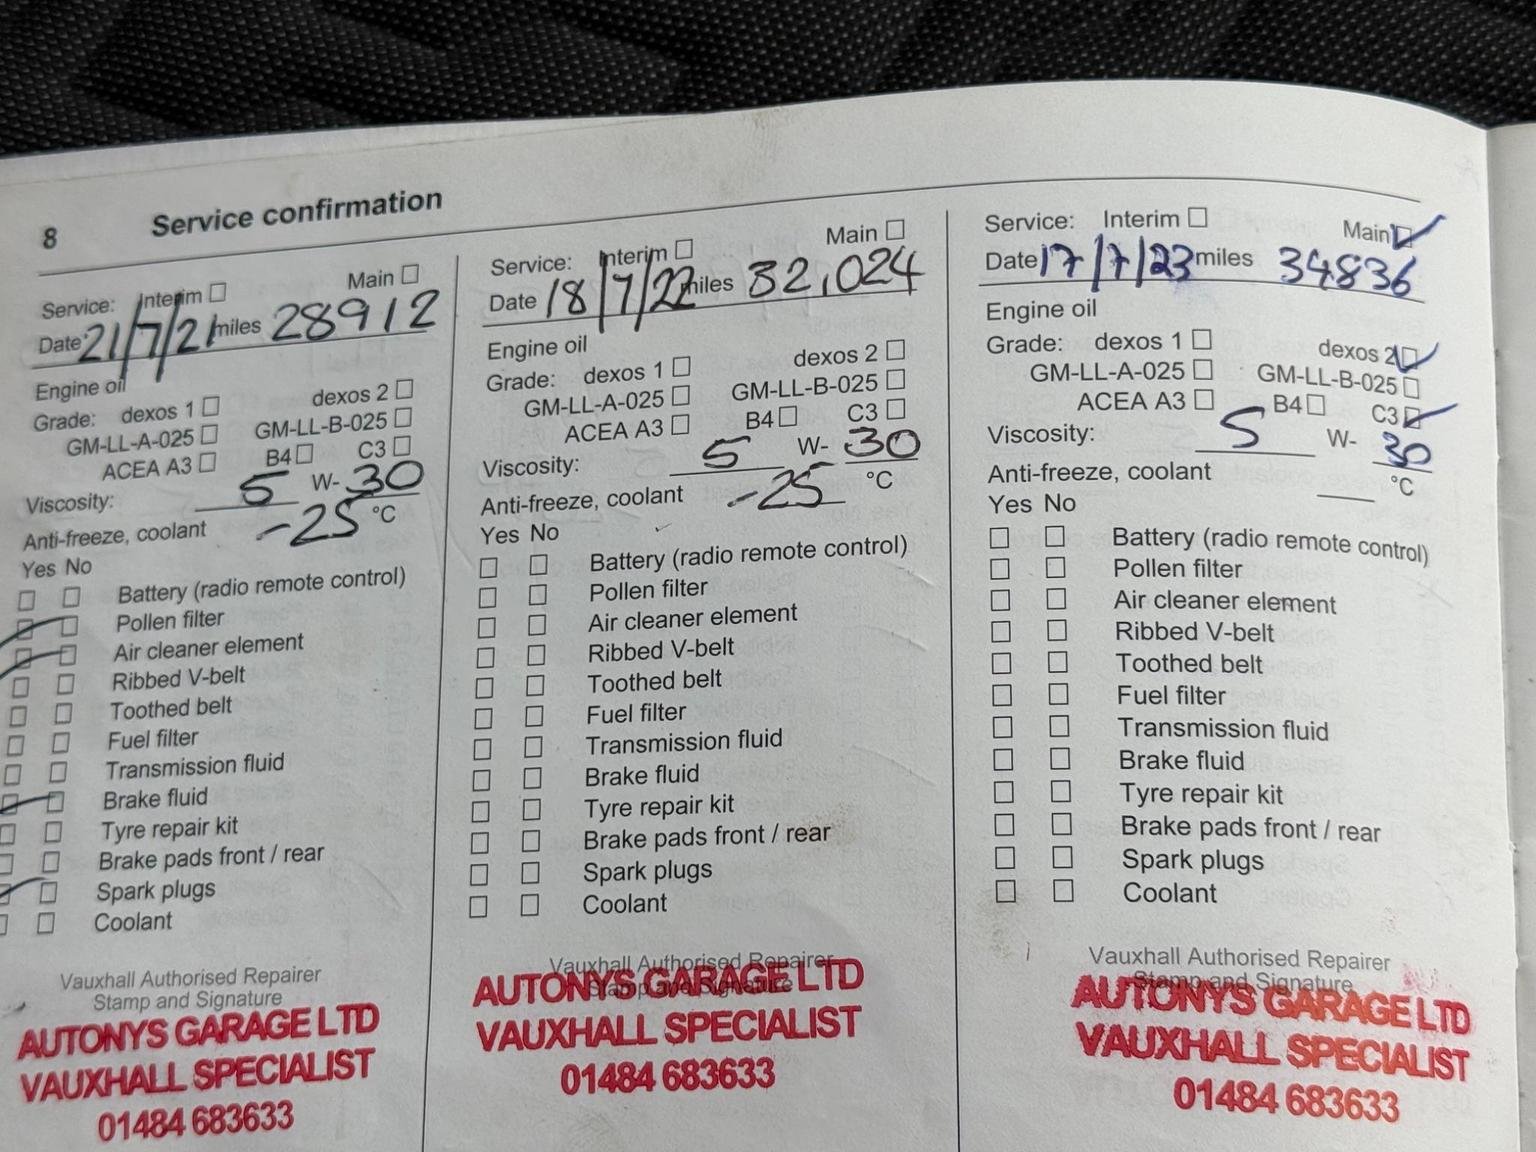 8 Service confirmation
Service: Interim Main
Date 21/7/21 miles 28912
Engine oil
Grade: dexos 1 dexos 2
GM-LL-A-025 GM-LL-B-025
ACEA A3 B4 C3
Viscosity: 5 W- 30
Anti-freeze, coolant -25 °C
Yes No
Battery (radio remote control)
Pollen filter
Air cleaner element
Ribbed V-belt
Toothed belt
Fuel filter
Transmission fluid
Brake fluid
Tyre repair kit
Brake pads front / rear
Spark plugs
Coolant
Vauxhall Authorised Repairer
Stamp and Signature
AUTONYS GARAGE LTD
VAUXHALL SPECIALIST
01484 683633
Service: Interim Main
Date 18/7/22 miles 32,024
Engine oil
Grade: dexos 1 dexos 2
GM-LL-A-025 GM-LL-B-025
ACEA A3 B4 C3
Viscosity: 5 W- 30
Anti-freeze, coolant -25 °C
Yes No
Battery (radio remote control)
Pollen filter
Air cleaner element
Ribbed V-belt
Toothed belt
Fuel filter
Transmission fluid
Brake fluid
Tyre repair kit
Brake pads front / rear
Spark plugs
Coolant
Vauxhall Authorised Repairer
Stamp and Signature
AUTONYS GARAGE LTD
VAUXHALL SPECIALIST
01484 683633
Service: Interim Main
Date 17/7/23 miles 34836
Engine oil
Grade: dexos 1 dexos 2
GM-LL-A-025 GM-LL-B-025
ACEA A3 B4 C3
Viscosity: 5 W- 30
Anti-freeze, coolant °C
Yes No
Battery (radio remote control)
Pollen filter
Air cleaner element
Ribbed V-belt
Toothed belt
Fuel filter
Transmission fluid
Brake fluid
Tyre repair kit
Brake pads front / rear
Spark plugs
Coolant
Vauxhall Authorised Repairer
Stamp and Signature
AUTONYS GARAGE LTD
VAUXHALL SPECIALIST
01484 683633